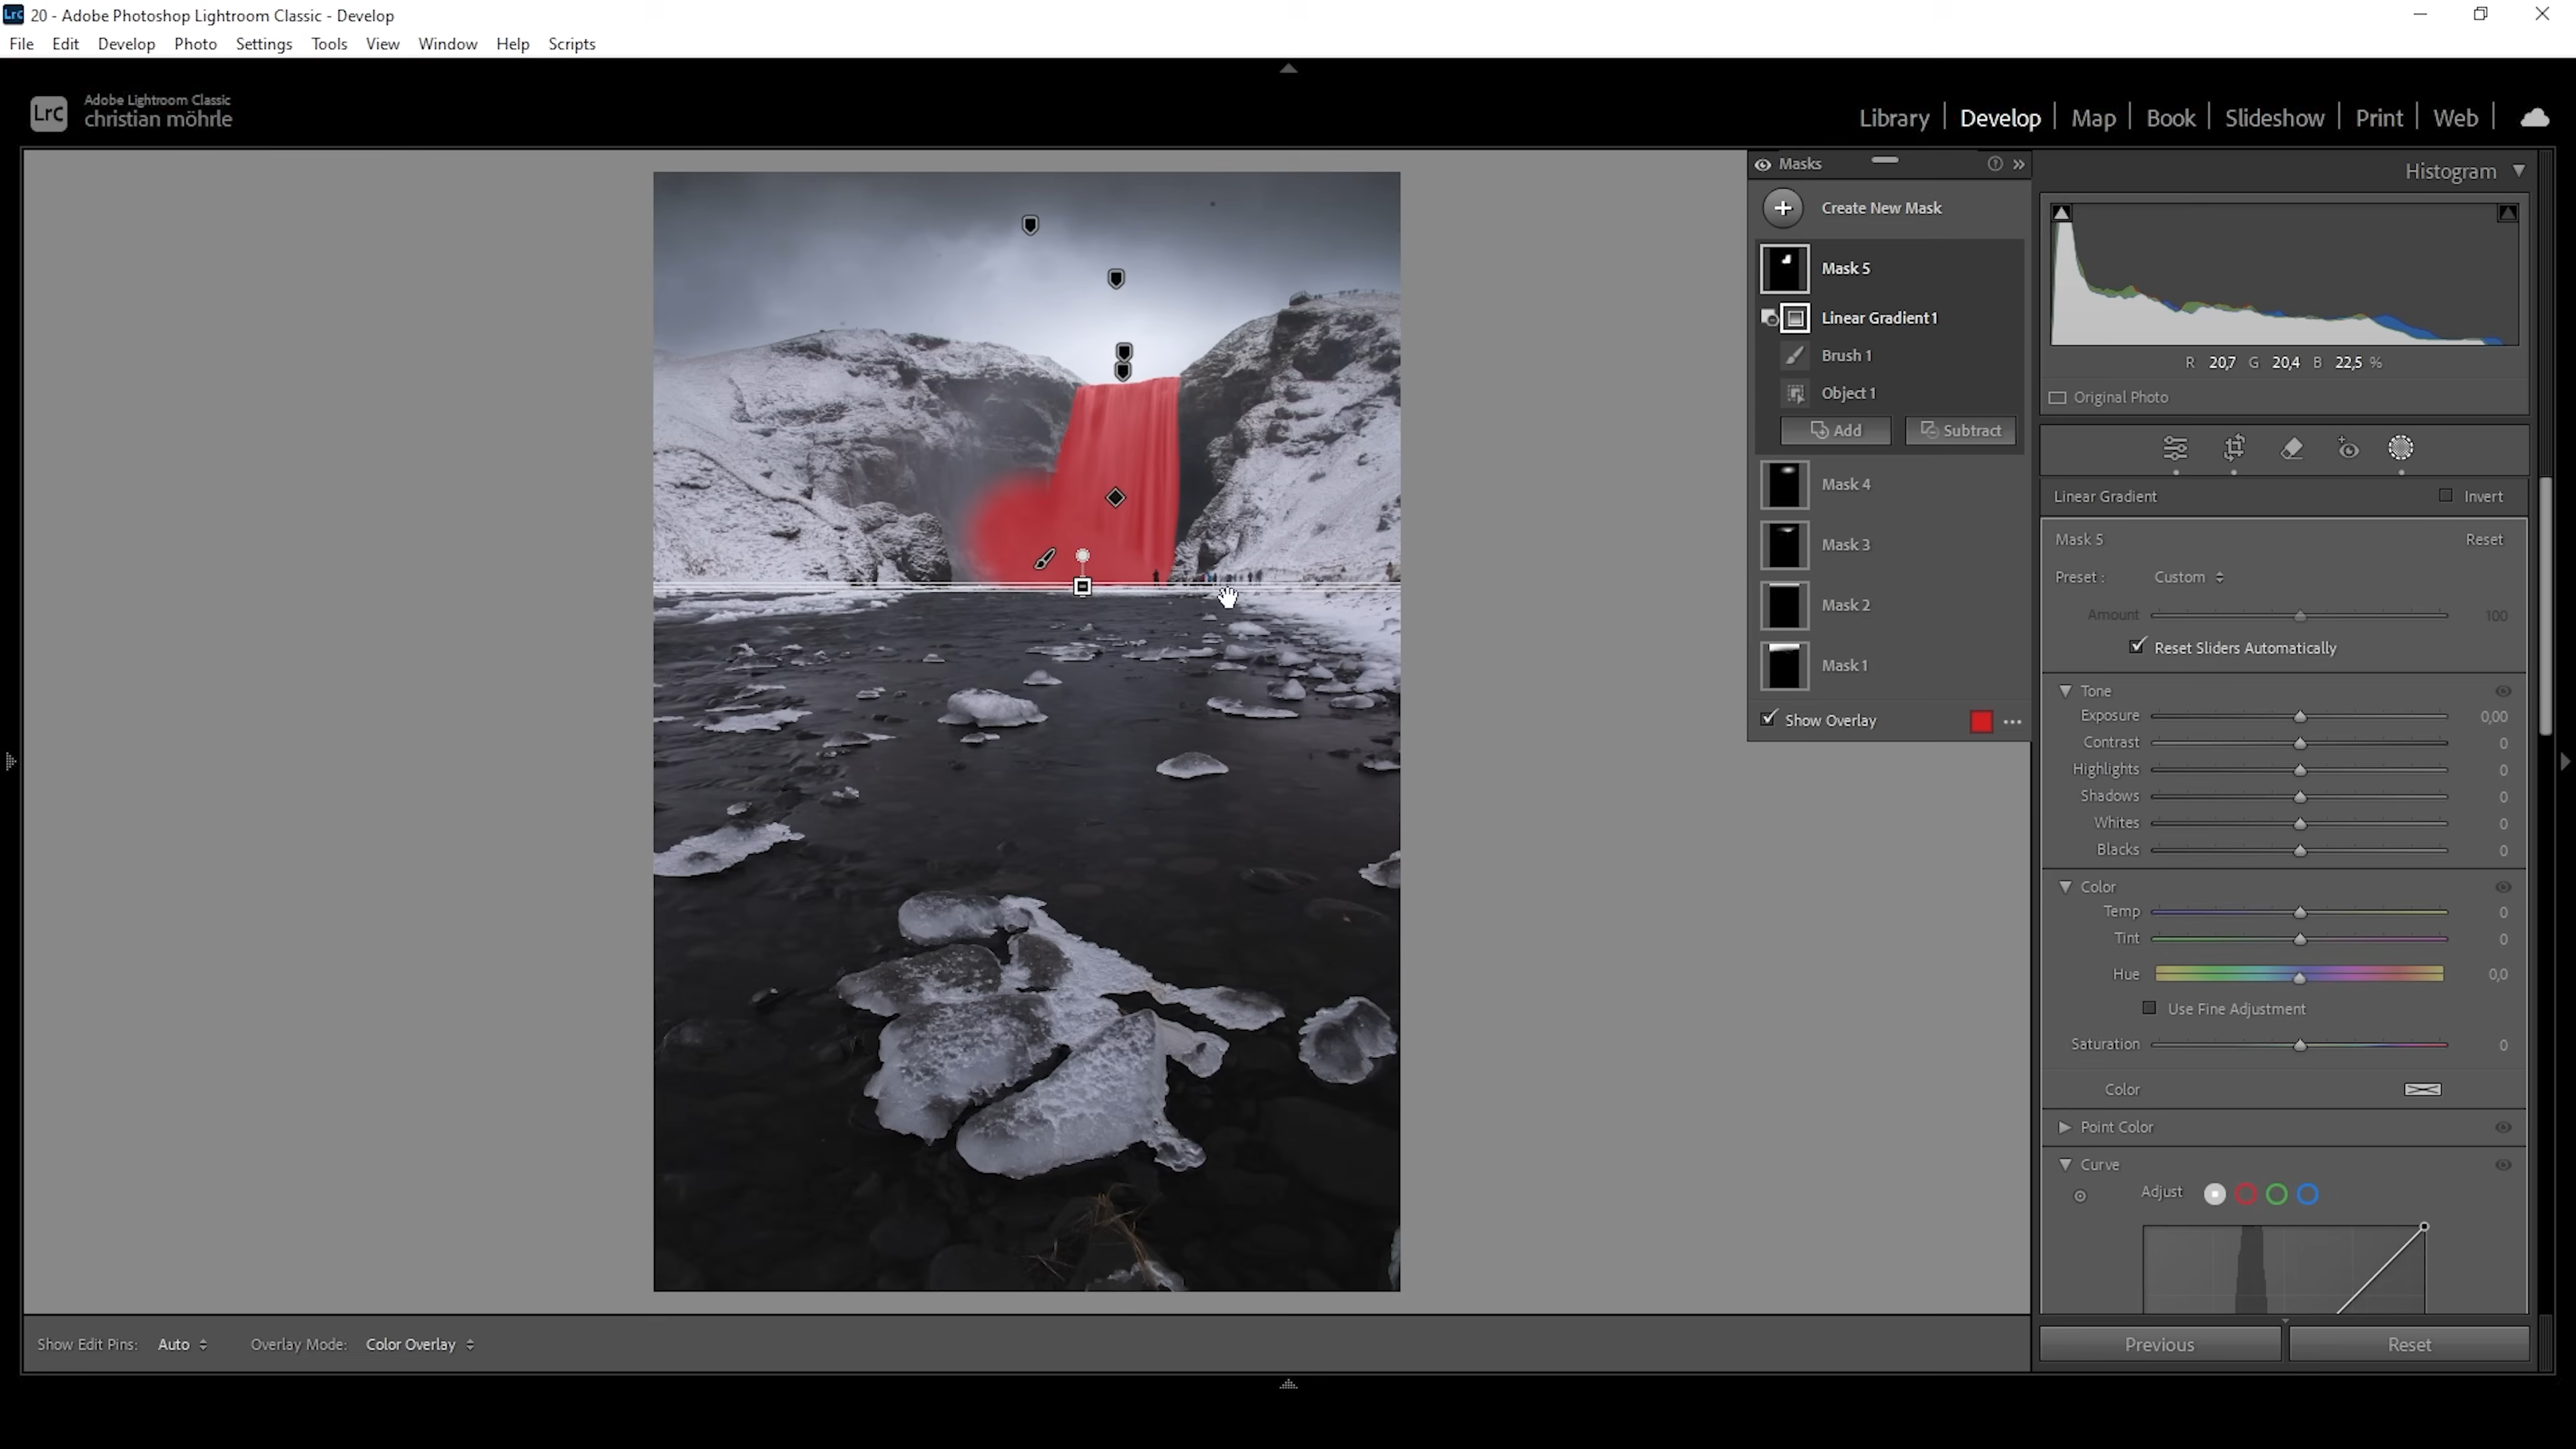 Lrc 20 - Adobe Photoshop Lightroom Classic - Develop
File Edit Develop Photo Settings Tools View Window Help Scripts
Lrc
Adobe Lightroom Classic
christian möhrle
Library Develop Map Book Slideshow Print Web
Masks
Create New Mask
Mask 5
Linear Gradient 1
Brush 1
Object 1
Add Subtract
Mask 4
Mask 3
Mask 2
Mask 1
Show Overlay
Histogram
R 20,7 G 20,4 B 22,5 %
Original Photo
Linear Gradient Invert
Mask 5 Reset
Preset : Custom
Amount 100
Reset Sliders Automatically
Tone
Exposure 0,00
Contrast 0
Highlights 0
Shadows 0
Whites 0
Blacks 0
Color
Temp 0
Tint 0
Hue 0,0
Use Fine Adjustment
Saturation 0
Color
Point Color
Curve
Adjust
Previous Reset
Show Edit Pins: Auto Overlay Mode: Color Overlay